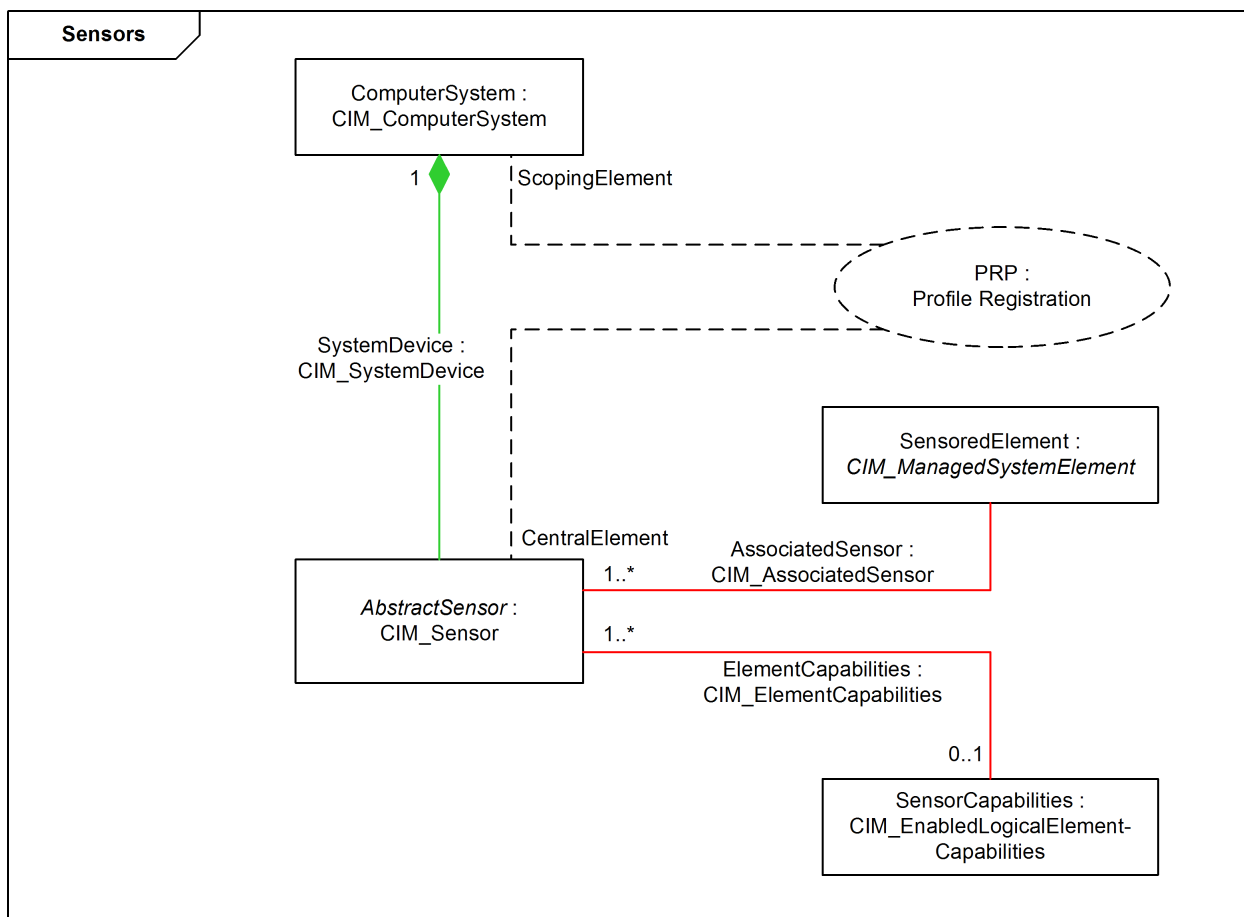 Sensors
ComputerSystem :
CIM_ComputerSystem
1
ScopingElement
PRP :
Profile Registration
SystemDevice :
CIM_SystemDevice
SensoredElement :
CIM_ManagedSystemElement
CentralElement
AssociatedSensor :
CIM_AssociatedSensor
1..*
AbstractSensor :
CIM_Sensor
1..*
ElementCapabilities :
CIM_ElementCapabilities
0..1
SensorCapabilities :
CIM_EnabledLogicalElement-
Capabilities